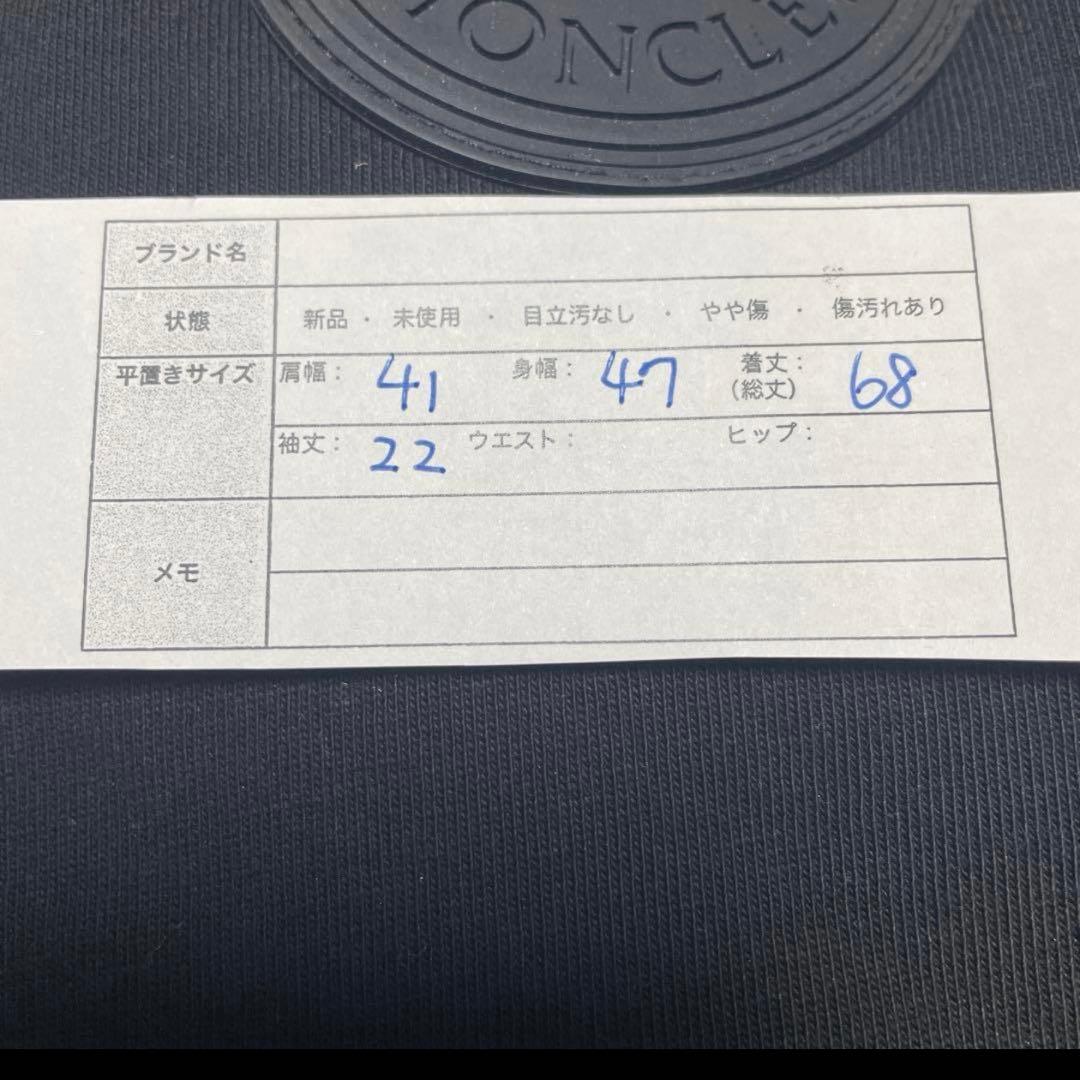 MONCLE
ブランド名
状態 新品 ・ 未使用 ・ 目立汚なし ・ やや傷 ・ 傷汚れあり
平置きサイズ 肩幅： 41 身幅： 47 着丈： 68
(総丈)
袖丈： 22 ウエスト： ヒップ：
メモ